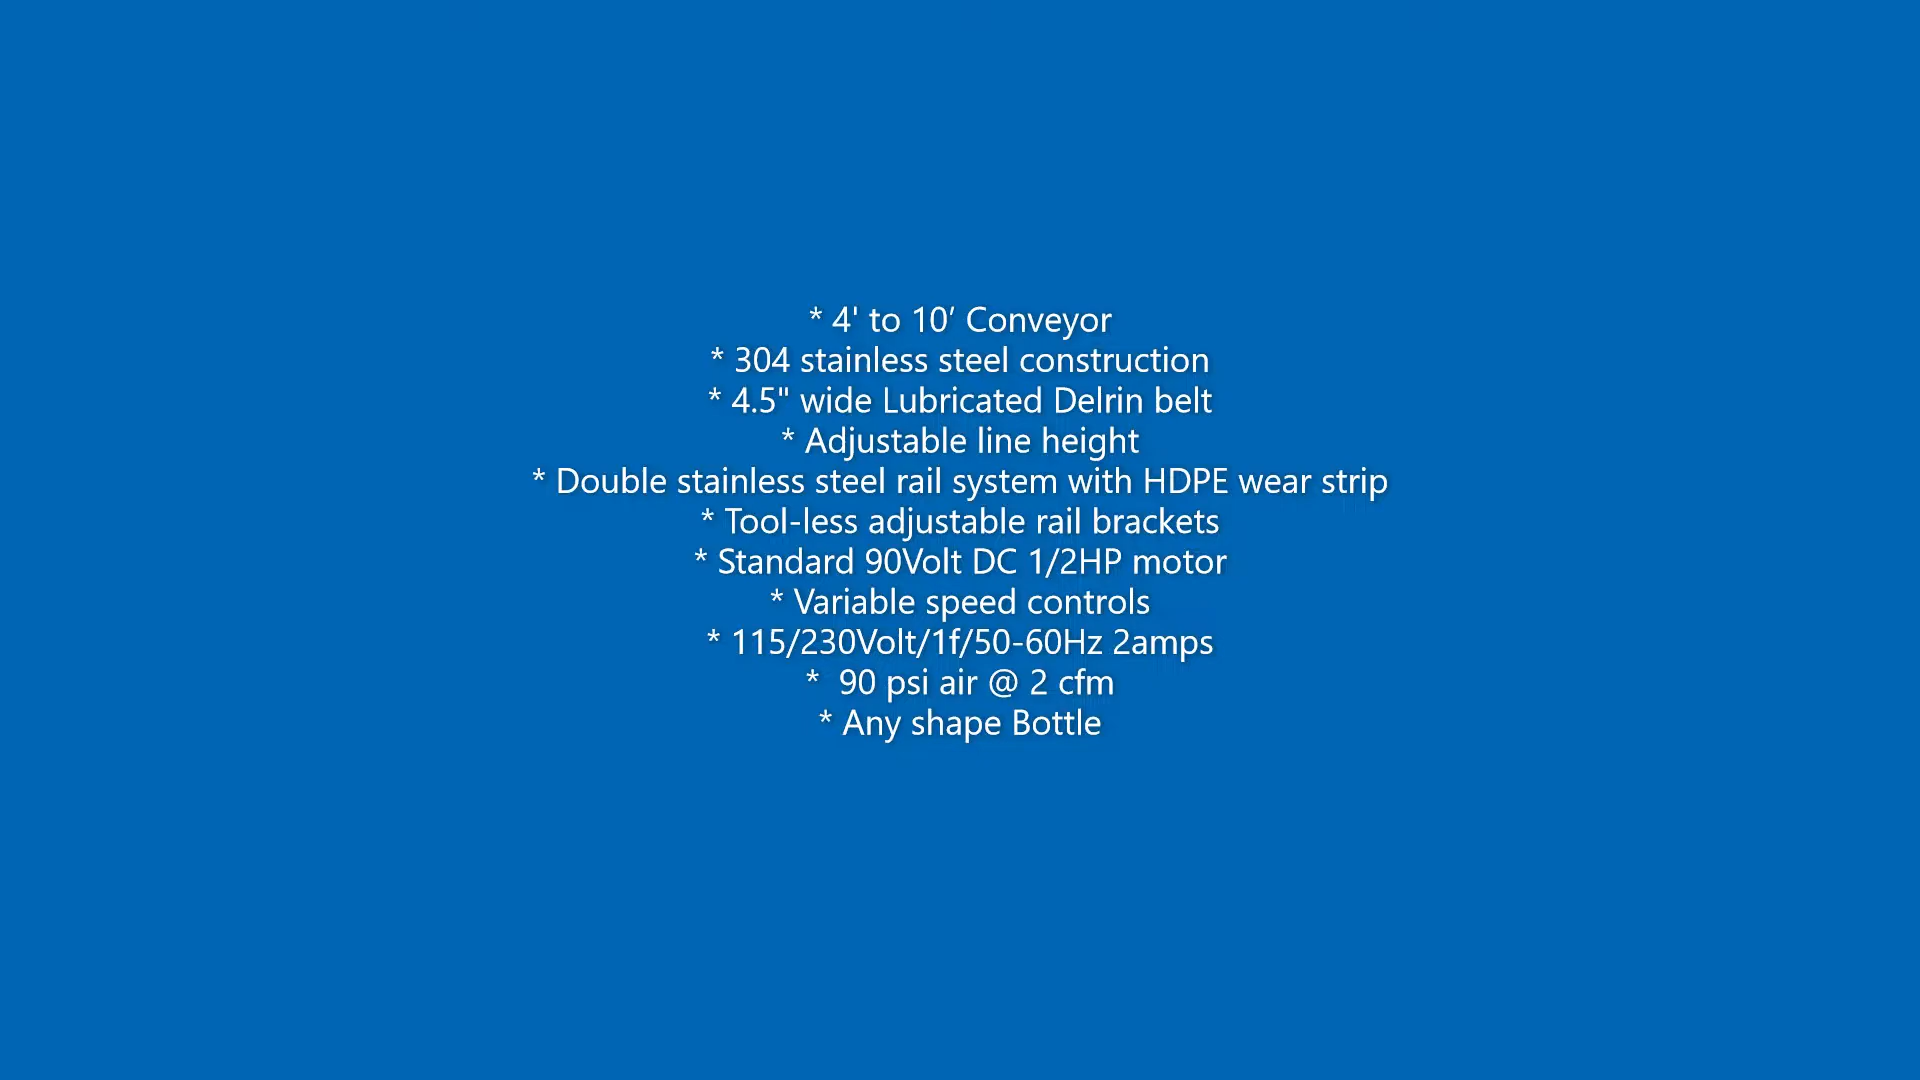 * 4' to 10’ Conveyor
* 304 stainless steel construction
* 4.5" wide Lubricated Delrin belt
* Adjustable line height
* Double stainless steel rail system with HDPE wear strip
* Tool-less adjustable rail brackets
* Standard 90Volt DC 1/2HP motor
* Variable speed controls
* 115/230Volt/1f/50-60Hz 2amps
*  90 psi air @ 2 cfm
* Any shape Bottle